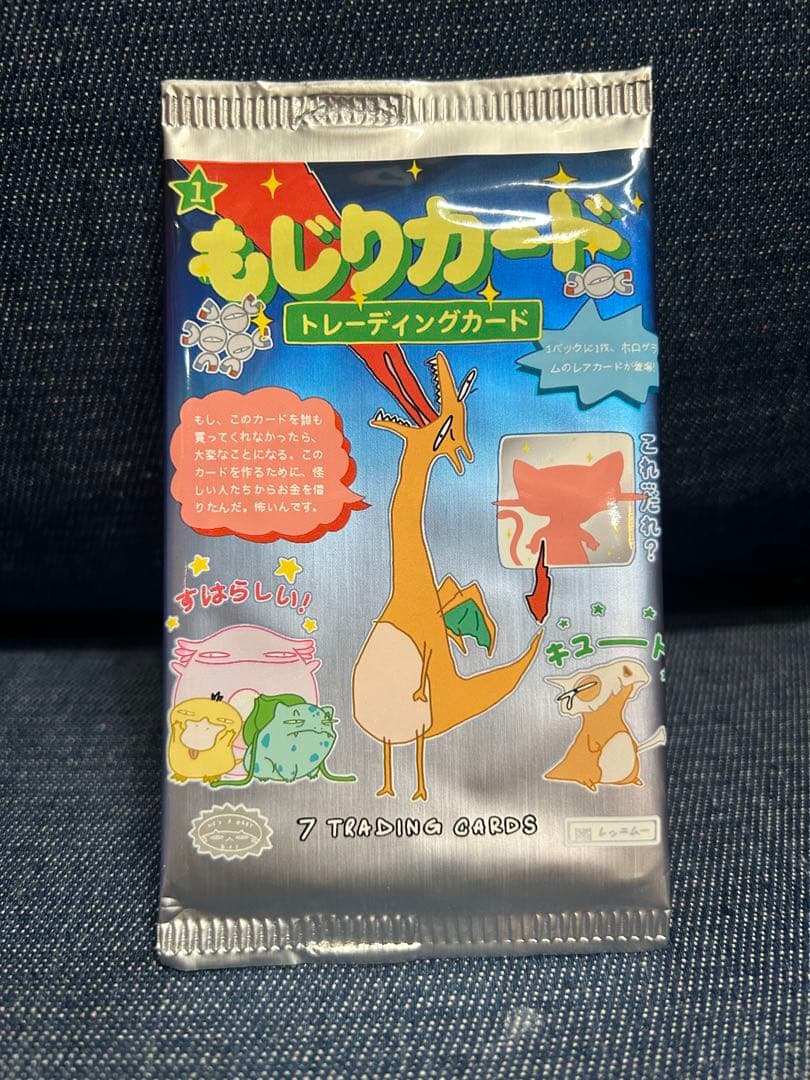 1
もじりカード
トレーディングカード
1パックに1枚、ホログラ
ムのレアカードが登場!
もし、このカードを誰も
買ってくれなかったら、
大変なことになる。この
カードを作るために、怪
しい人たちからお金を借
りたんだ。怖いんです。
これだれ?
すばらしい!
キュート
7 TRADING CARDS